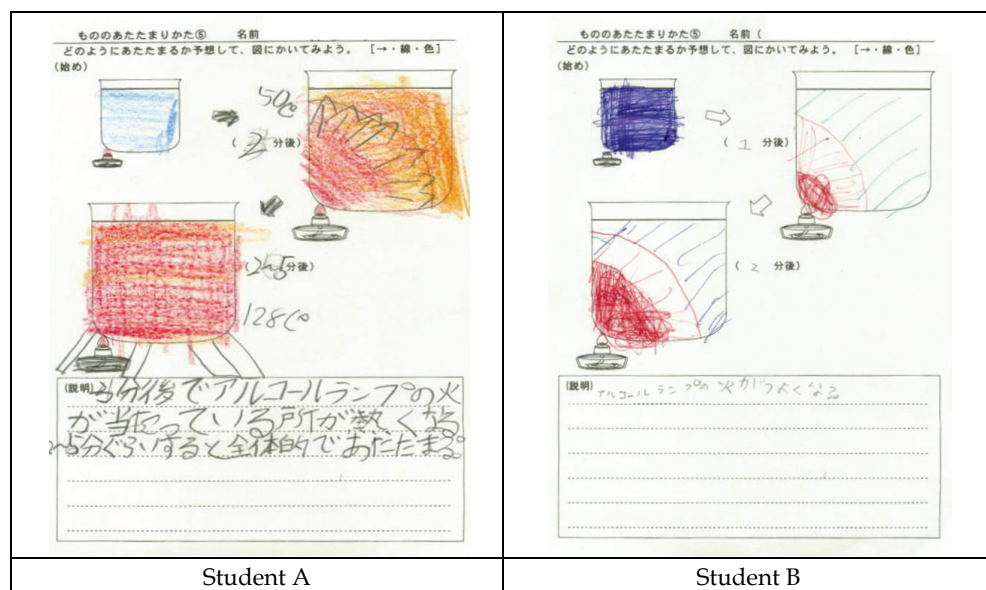 もののあたたまりかた⑤ 名前
どのようにあたたまるか予想して、図にかいてみよう。 [→・線・色]
(始め)
50c°
( 2 分後)
(2~5分後)
128c°
(説明) 分後でアルコールランプの火
が当たっている所が熱くなる
~5分ぐらいすると全体的であたたまる。
Student A
もののあたたまりかた⑤ 名前 (
どのようにあたたまるか予想して、図にかいてみよう。 [→・線・色]
(始め)
( 1 分後)
( 2 分後)
(説明) アルコールランプの火がつよくなる
Student B